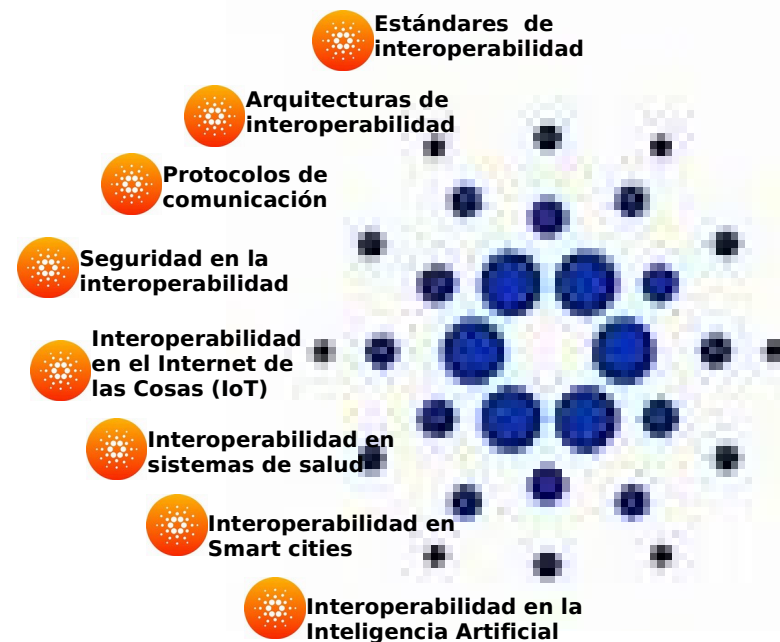 Estándares de
interoperabilidad
Arquitecturas de
interoperabilidad
Protocolos de
comunicación
Seguridad en la
interoperabilidad
Interoperabilidad
en el Internet de
las Cosas (IoT)
Interoperabilidad en
sistemas de salud
Interoperabilidad en
Smart cities
Interoperabilidad en la
Inteligencia Artificial